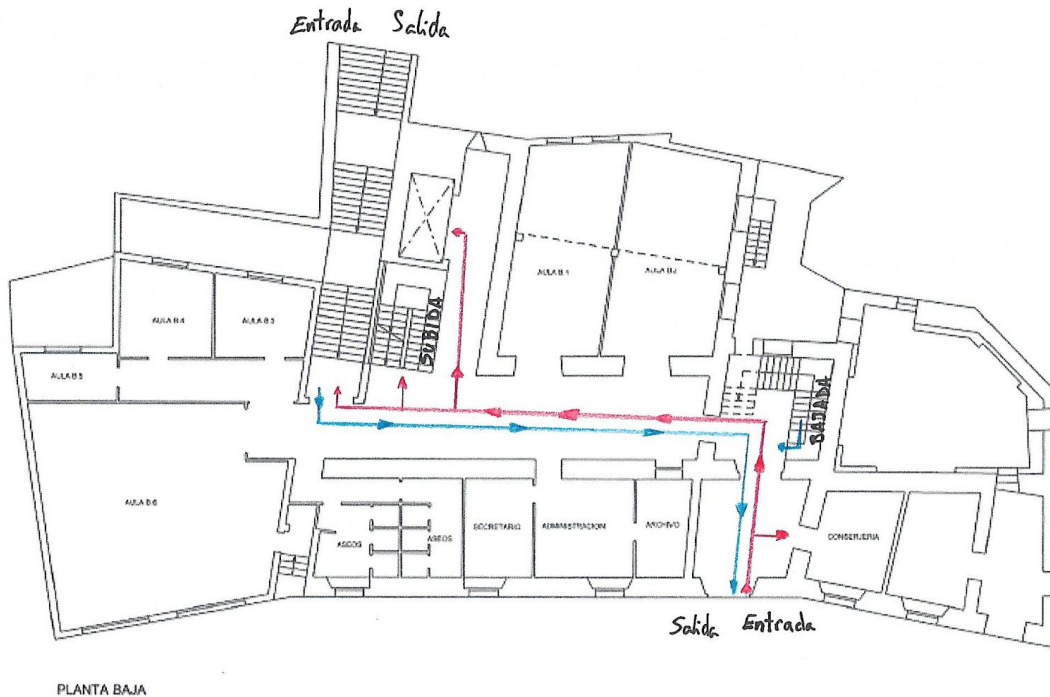 Entrada Salida
SUBIDA
AULA B.1
AULA B.2
AULA B.4
AULA B.3
AULA B.5
BAJADA
AULA B.6
ASEOS
ASEOS
SECRETARIO
ADMINISTRACION
ARCHIVO
CONSERJERIA
Salida Entrada
PLANTA BAJA